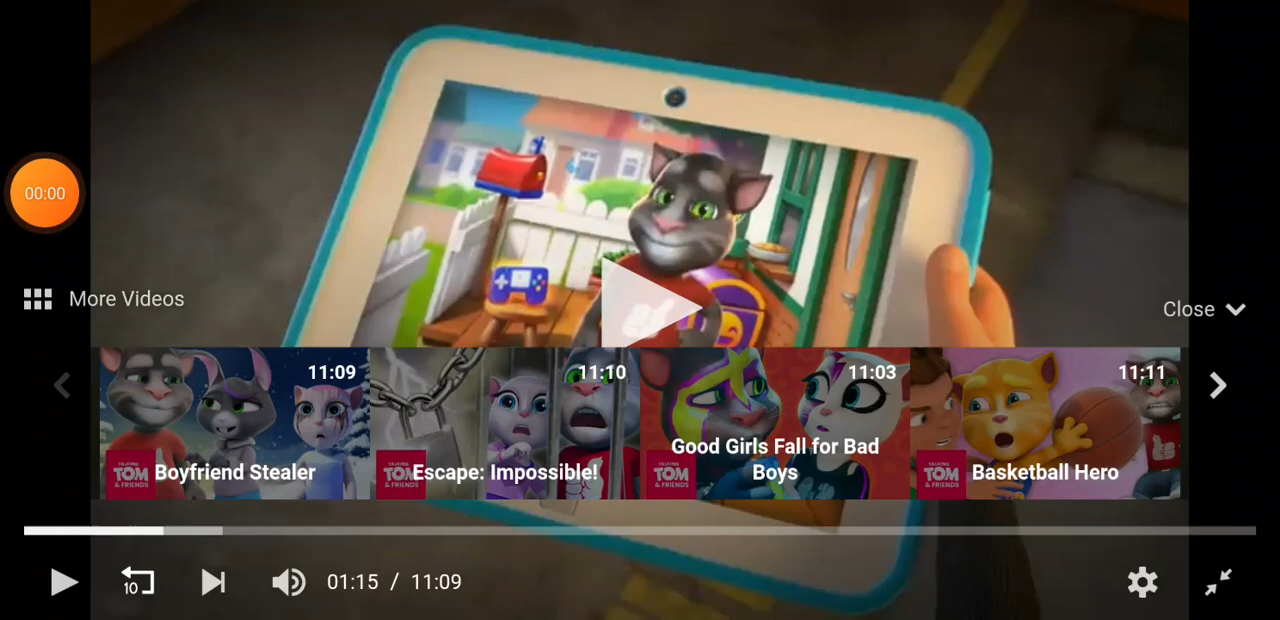 00:00
More Videos
Close
11:09
11:10
11:03
11:11
TALKING
TOM
& FRIENDS
Boyfriend Stealer
TALKING
TOM
& FRIENDS
Escape: Impossible!
TALKING
TOM
& FRIENDS
Good Girls Fall for Bad
Boys
TALKING
TOM
& FRIENDS
Basketball Hero
10
01:15 / 11:09